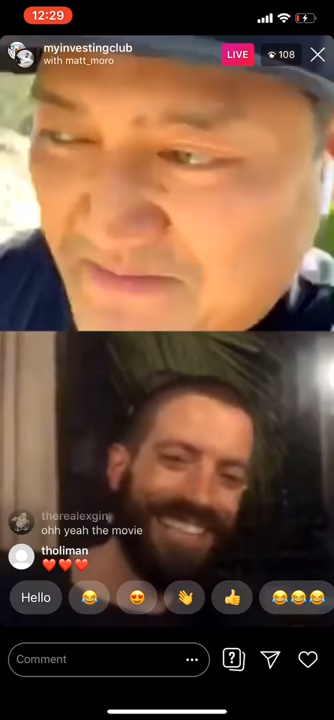 12:29
myinvestingclub
with matt_moro
LIVE
108
therealexgin
ohh yeah the movie
tholiman
❤️❤️❤️
Hello
😂 😍 👋 👍 😂😂😂
Comment